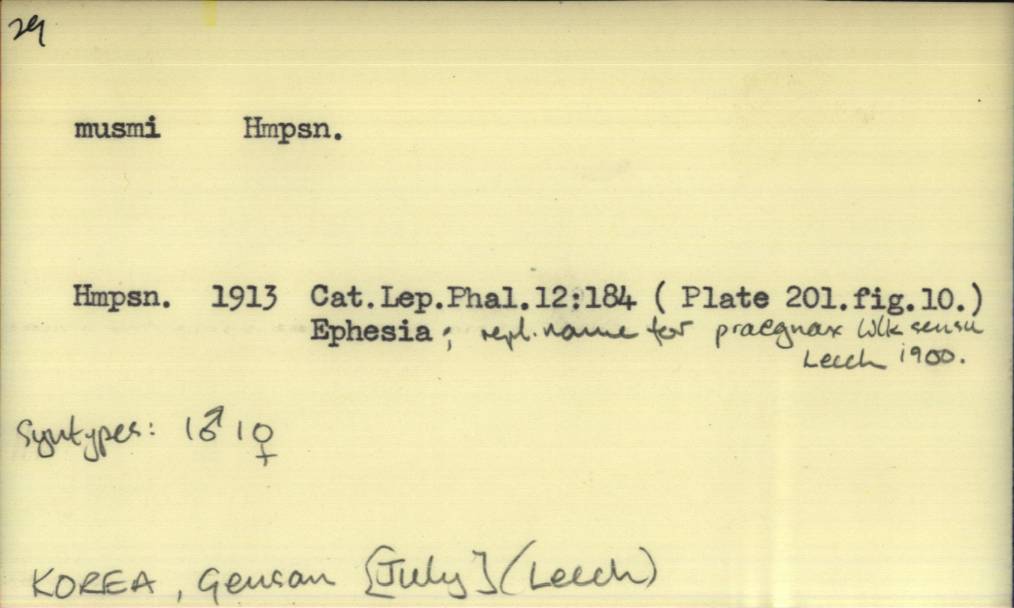 29
musmi Hmpsn.
Hmpsn. 1913 Cat.Lep.Phal.12:184 ( Plate 201.fig.10.)
Ephesia ; repl. name for praegnax Wlk sensu
Leech 1900.
Syntypes: 1♂ 1♀
KOREA, Gensan [July] (Leech)